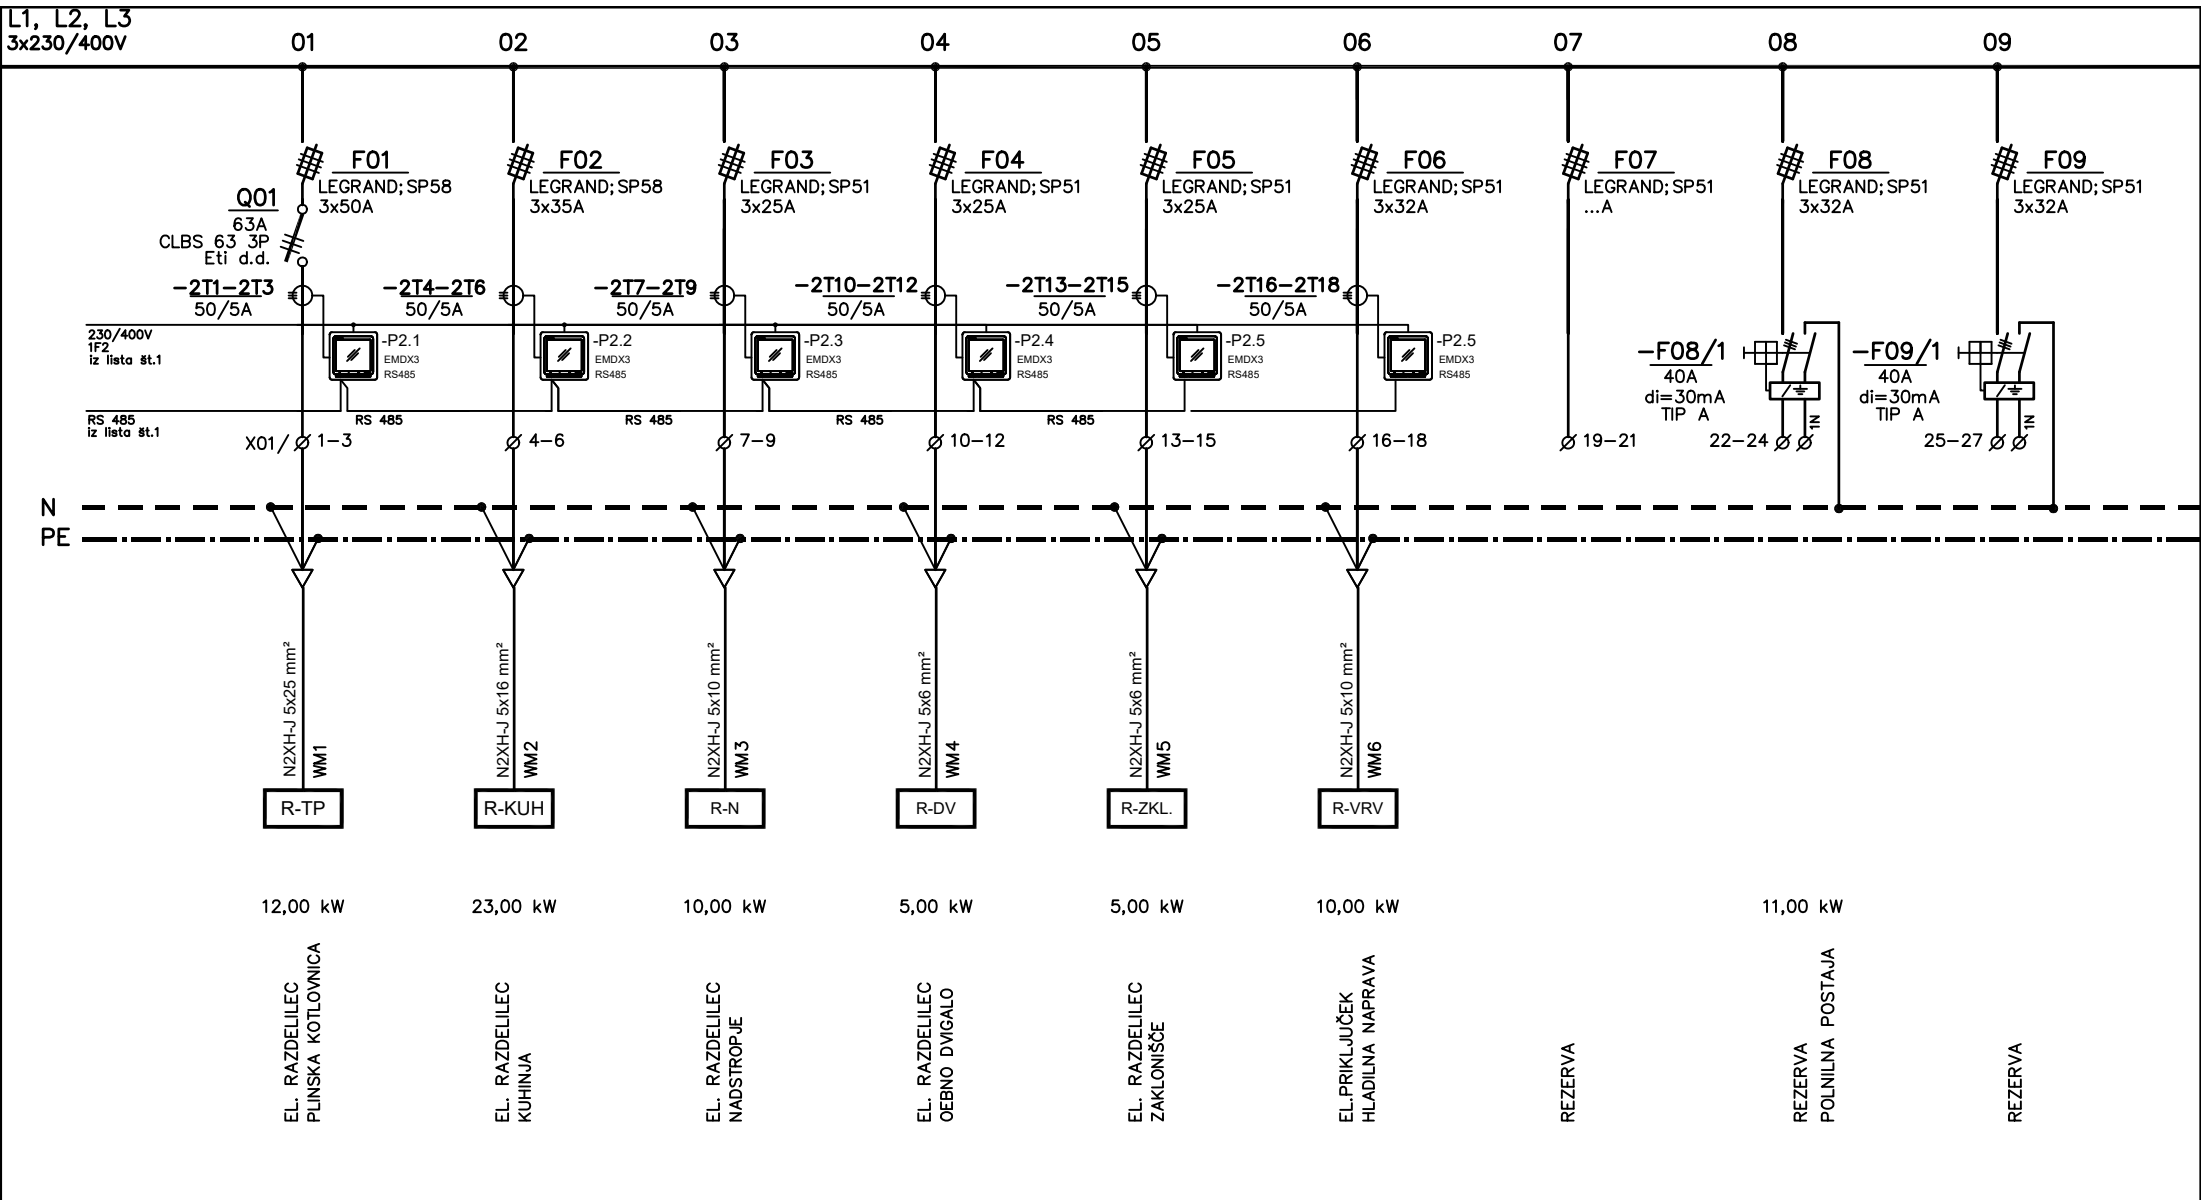 L1, L2, L3
3x230/400V
01
02
03
04
05
06
07
08
09
F01
LEGRAND; SP58
3x50A
F02
LEGRAND; SP58
3x35A
F03
LEGRAND; SP51
3x25A
F04
LEGRAND; SP51
3x25A
F05
LEGRAND; SP51
3x25A
F06
LEGRAND; SP51
3x32A
F07
LEGRAND; SP51
...A
F08
LEGRAND; SP51
3x32A
F09
LEGRAND; SP51
3x32A
Q01
63A
CLBS 63 3P
Eti d.d.
-2T1-2T3
50/5A
-2T4-2T6
50/5A
-2T7-2T9
50/5A
-2T10-2T12
50/5A
-2T13-2T15
50/5A
-2T16-2T18
50/5A
230/400V
1F2
iz lista št.1
-P2.1
EMDX3
RS485
-P2.2
EMDX3
RS485
-P2.3
EMDX3
RS485
-P2.4
EMDX3
RS485
-P2.5
EMDX3
RS485
-P2.5
EMDX3
RS485
-F08/1
40A
di=30mA
TIP A
-F09/1
40A
di=30mA
TIP A
RS 485
iz lista št.1
RS 485
RS 485
RS 485
RS 485
X01/ 1-3
4-6
7-9
10-12
13-15
16-18
19-21
22-24
1N
25-27
1N
N
PE
N2XH-J 5x25 mm²
WM1
N2XH-J 5x16 mm²
WM2
N2XH-J 5x10 mm²
WM3
N2XH-J 5x6 mm²
WM4
N2XH-J 5x6 mm²
WM5
N2XH-J 5x10 mm²
WM6
R-TP
R-KUH
R-N
R-DV
R-ZKL.
R-VRV
12,00 kW
23,00 kW
10,00 kW
5,00 kW
5,00 kW
10,00 kW
11,00 kW
EL. RAZDELILEC
PLINSKA KOTLOVNICA
EL. RAZDELILEC
KUHINJA
EL. RAZDELILEC
NADSTROPJE
EL. RAZDELILEC
OEBNO DVIGALO
EL. RAZDELILEC
ZAKLONIŠČE
EL.PRIKLJUČEK
HLADILNA NAPRAVA
REZERVA
REZERVA
POLNILNA POSTAJA
REZERVA